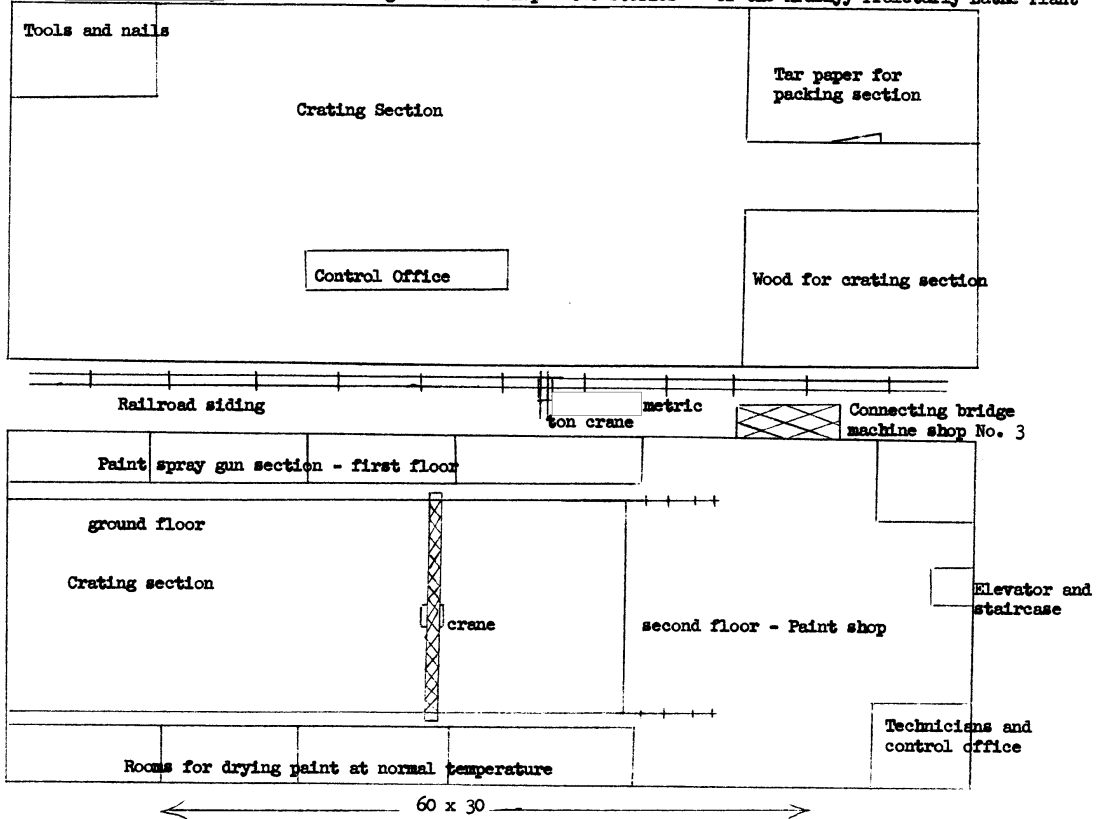 the
Lathe Plant
Tools and nails
Crating Section
Tar paper for
packing section
Control Office
Wood for crating section
Railroad siding
metric
ton crane
Connecting bridge
machine shop No. 3
Paint spray gun section - first floor
ground floor
Crating section
crane
second floor - Paint shop
Elevator and
staircase
Technicians and
control office
Rooms for drying paint at normal temperature
60 x 30